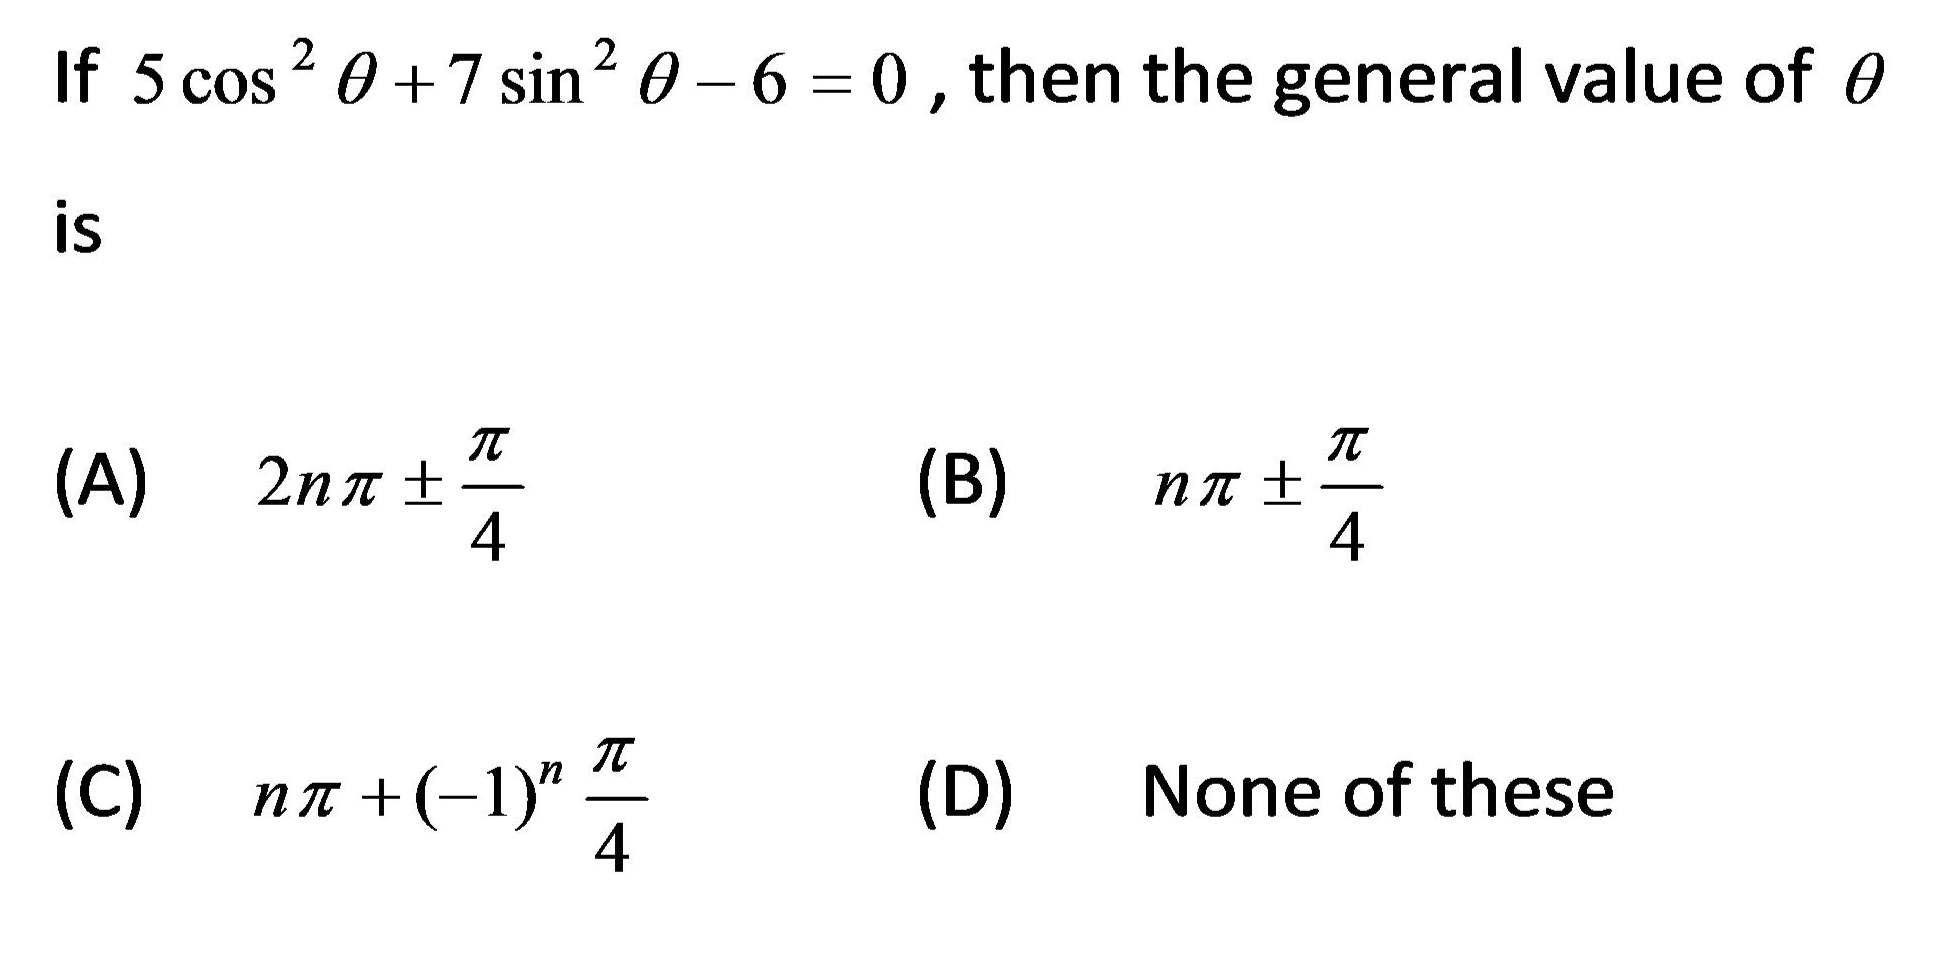 If 5 cos² θ + 7 sin² θ − 6 = 0 , then the general value of θ
is
(A) 2nπ ± π/4 (B) nπ ± π/4
(C) nπ + (−1)ⁿ π/4 (D) None of these